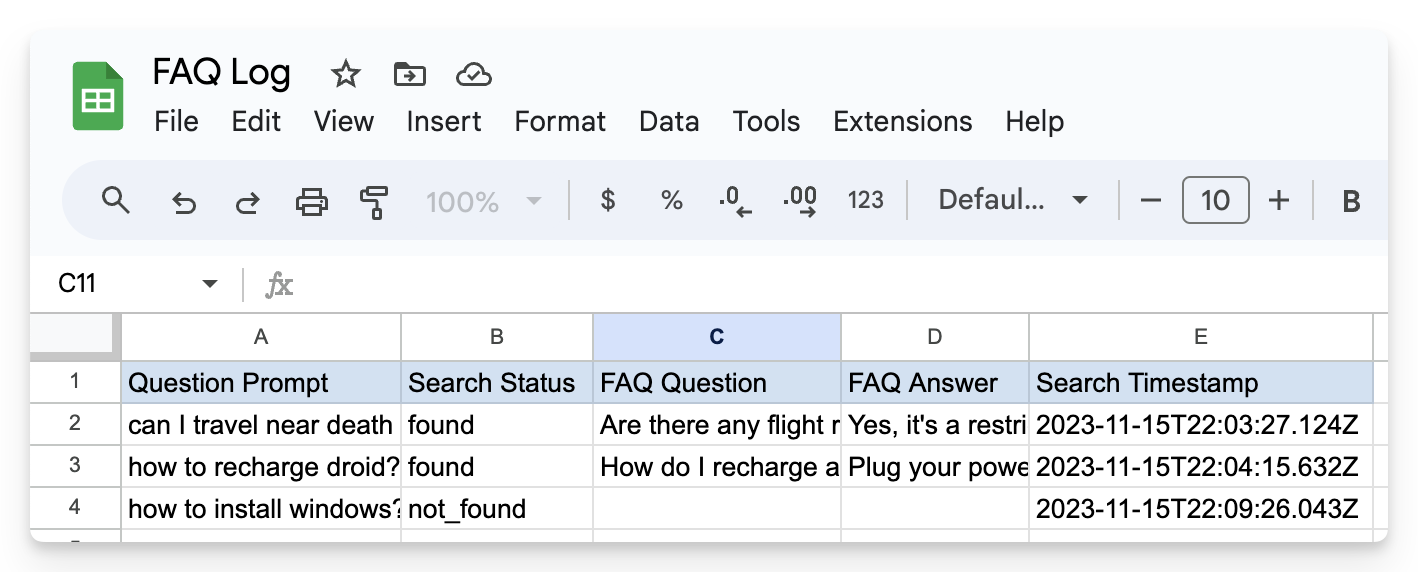 FAQ Log
File Edit View Insert Format Data Tools Extensions Help
100% $ % .0 .00 123 Defaul... − 10 + B
C11 fx
A B C D E
1 Question Prompt Search Status FAQ Question FAQ Answer Search Timestamp
2 can I travel near death found Are there any flight r Yes, it's a restri 2023-11-15T22:03:27.124Z
3 how to recharge droid? found How do I recharge a Plug your powe 2023-11-15T22:04:15.632Z
4 how to install windows? not_found 2023-11-15T22:09:26.043Z